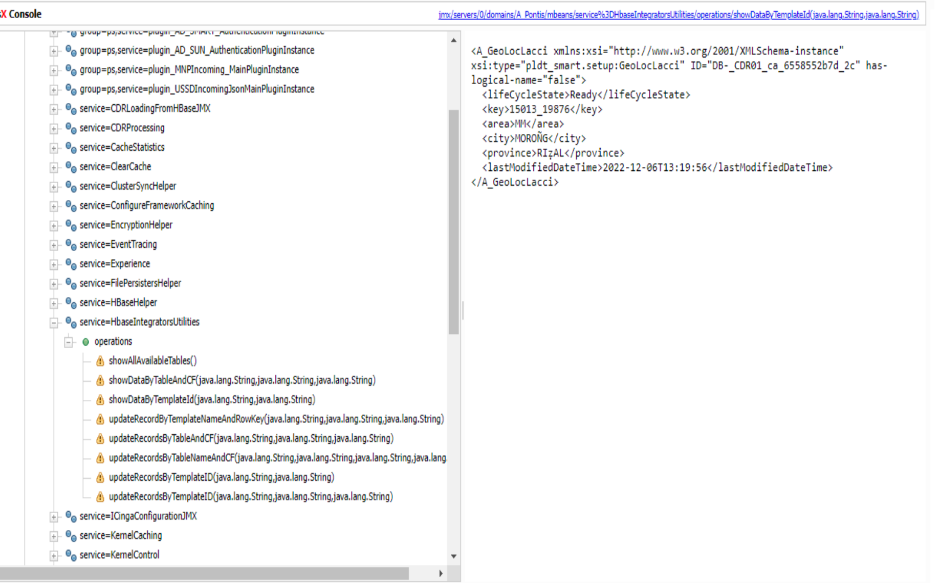 X Console
jmx/servers/0/domains/A_Pontis/mbeans/service%3DHbaseIntegratorsUtilities/operations/showDataByTemplateId(java.lang.String,java.lang.String)
group=ps,service=plugin_AD_SMART_AuthenticationPluginInstance
group=ps,service=plugin_AD_SUN_AuthenticationPluginInstance
group=ps,service=plugin_MNPIncoming_MainPluginInstance
group=ps,service=plugin_USSDIncomingJsonMainPluginInstance
service=CDRLoadingFromHBaseJMX
service=CDRProcessing
service=CacheStatistics
service=ClearCache
service=ClusterSyncHelper
service=ConfigureFrameworkCaching
service=EncryptionHelper
service=EventTracing
service=Experience
service=FilePersistersHelper
service=HBaseHelper
service=HbaseIntegratorsUtilities
operations
showAllAvailableTables()
showDataByTableAndCF(java.lang.String,java.lang.String,java.lang.String)
showDataByTemplateId(java.lang.String,java.lang.String)
updateRecordByTemplateNameAndRowKey(java.lang.String,java.lang.String,java.lang.String)
updateRecordsByTableAndCF(java.lang.String,java.lang.String,java.lang.String)
updateRecordsByTableNameAndCF(java.lang.String,java.lang.String,java.lang.String,java.lang
updateRecordsByTemplateID(java.lang.String,java.lang.String)
updateRecordsByTemplateID(java.lang.String,java.lang.String,java.lang.String)
service=ICingaConfigurationJMX
service=KernelCaching
service=KernelControl
<A_GeoLocLacci xmlns:xsi="http://www.w3.org/2001/XMLSchema-instance"
xsi:type="pldt_smart.setup:GeoLocLacci" ID="DB-_CDR01_ca_6558552b7d_2c" has-
logical-name="false">
<lifeCycleState>Ready</lifeCycleState>
<key>15013_19876</key>
<area>MM</area>
<city>MOROÑG</city>
<province>RIȚAL</province>
<lastModifiedDateTime>2022-12-06T13:19:56</lastModifiedDateTime>
</A_GeoLocLacci>